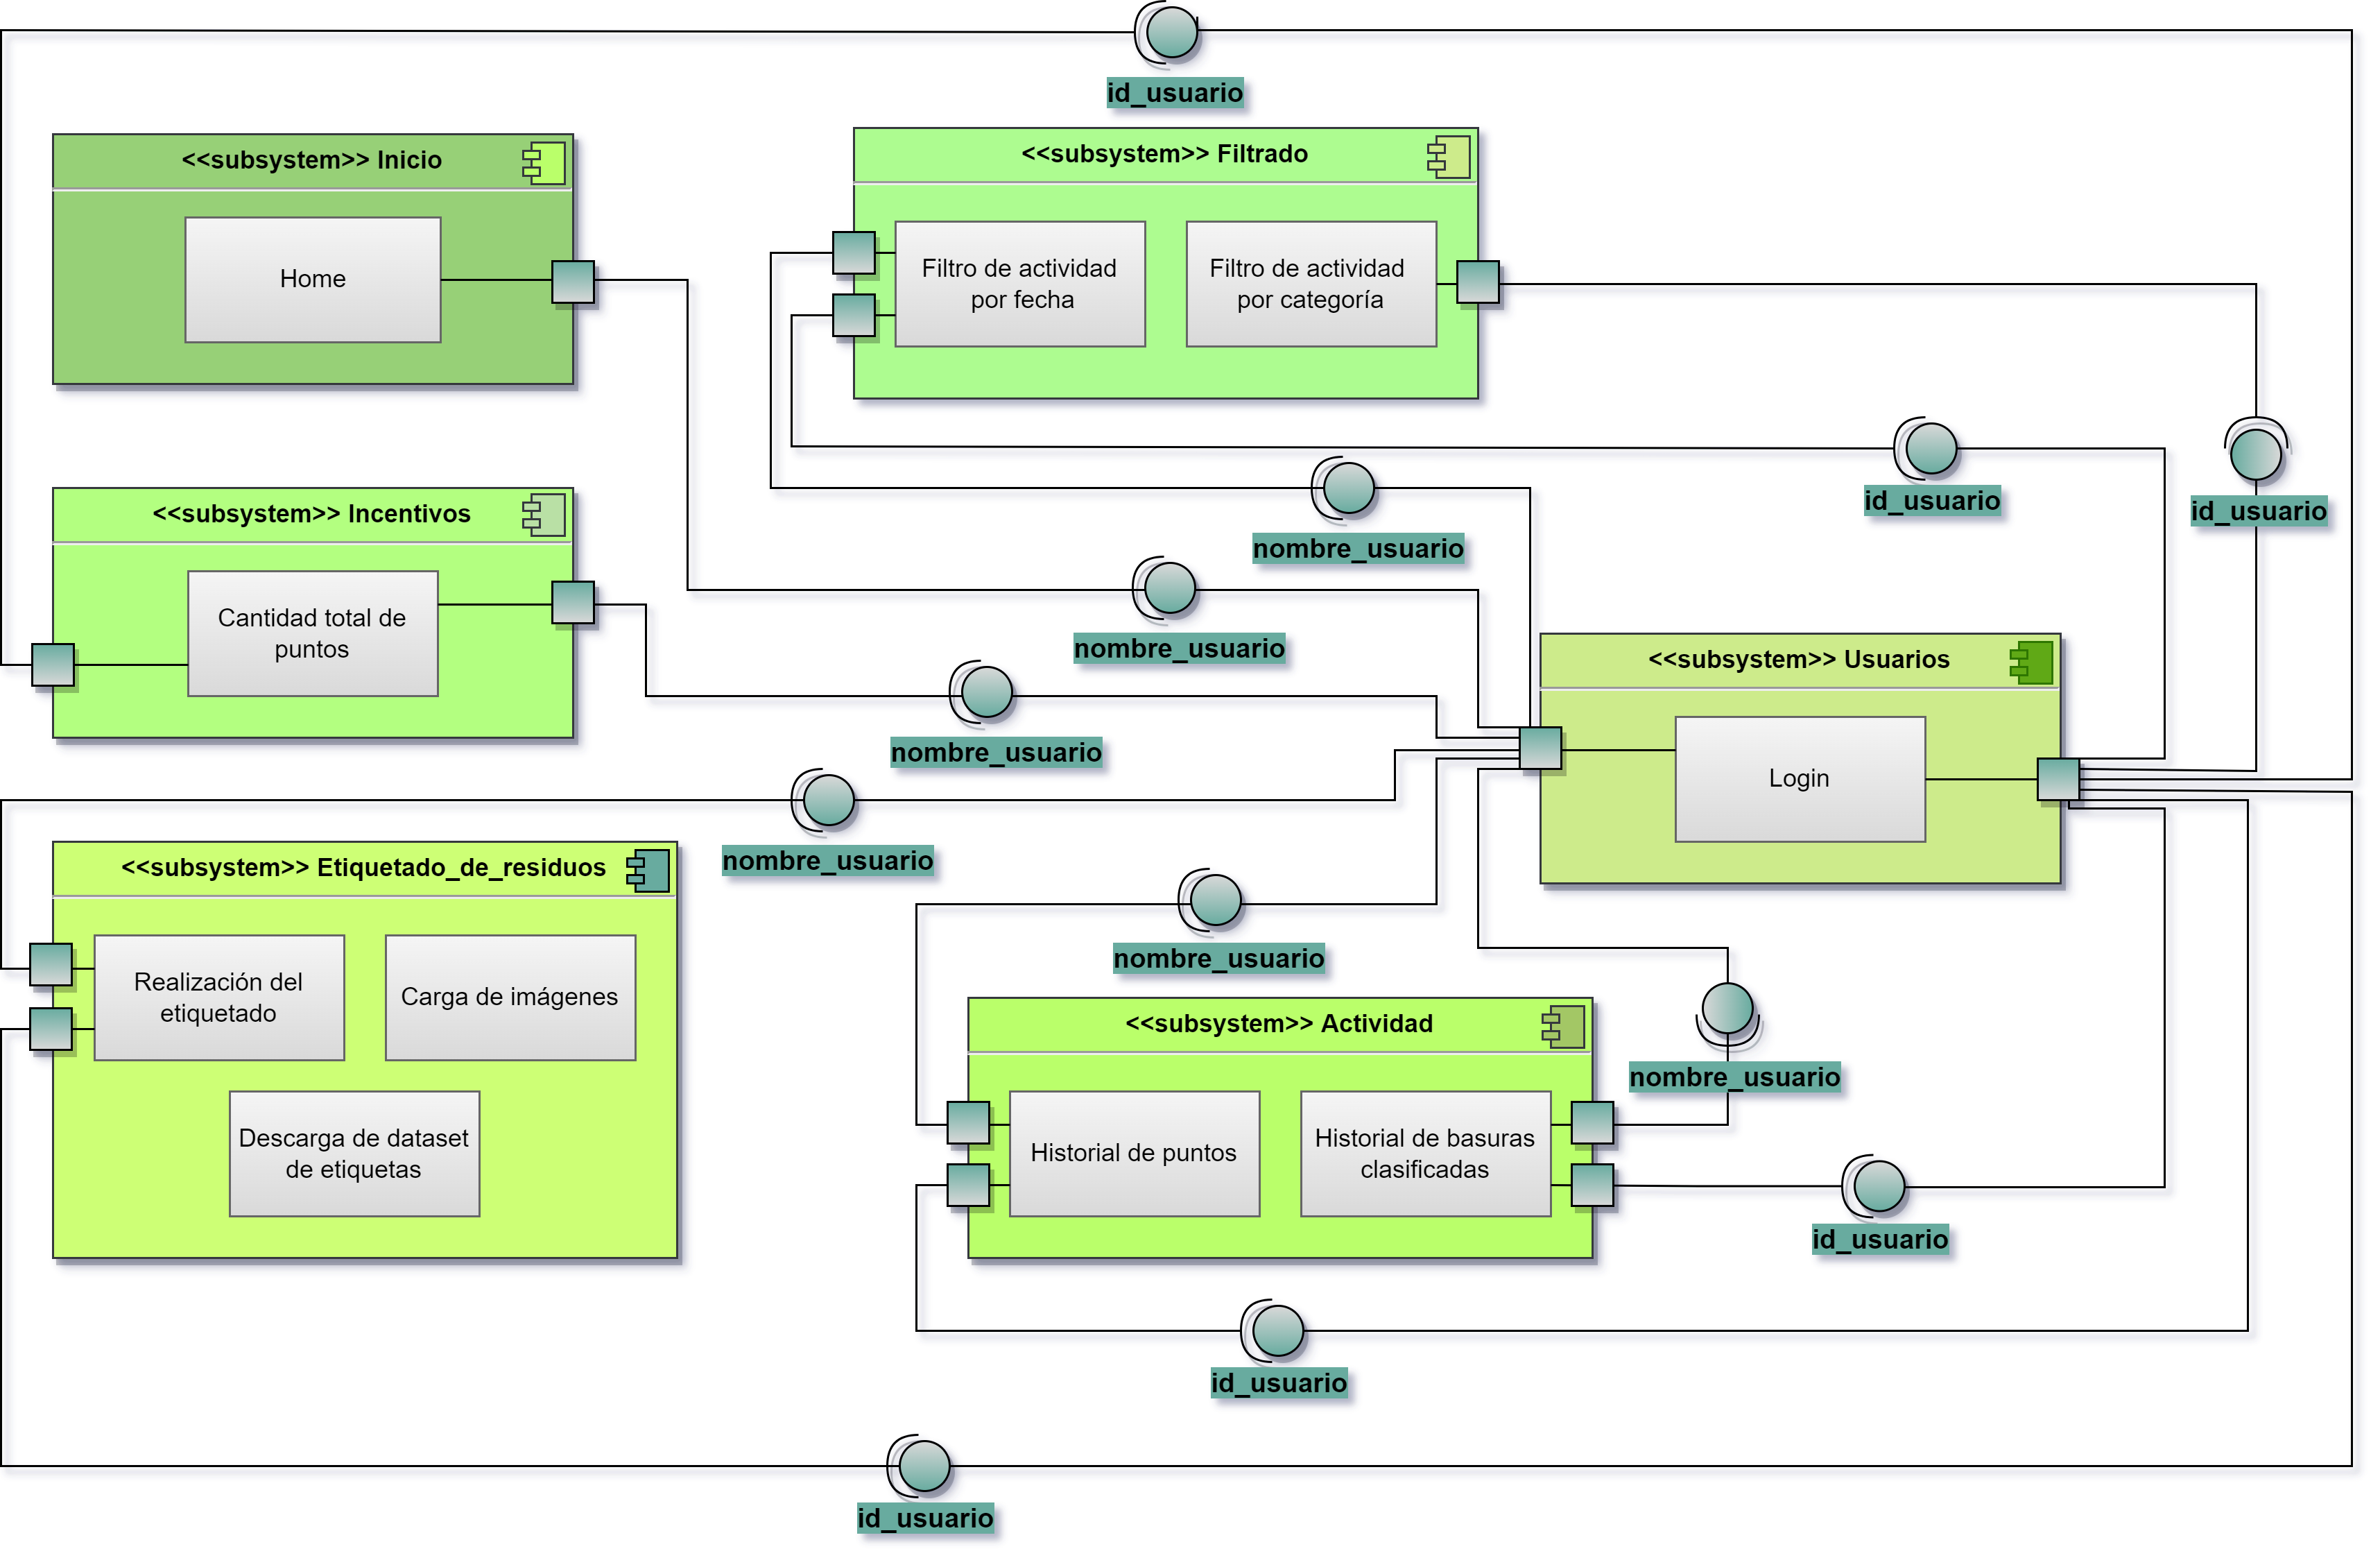 id_usuario
<<subsystem>> Inicio
Home
<<subsystem>> Filtrado
Filtro de actividad
por fecha
Filtro de actividad
por categoría
id_usuario
id_usuario
nombre_usuario
<<subsystem>> Incentivos
Cantidad total de
puntos
nombre_usuario
nombre_usuario
<<subsystem>> Usuarios
Login
nombre_usuario
<<subsystem>> Etiquetado_de_residuos
Realización del
etiquetado
Carga de imágenes
Descarga de dataset
de etiquetas
nombre_usuario
<<subsystem>> Actividad
Historial de puntos
Historial de basuras
clasificadas
nombre_usuario
id_usuario
id_usuario
id_usuario